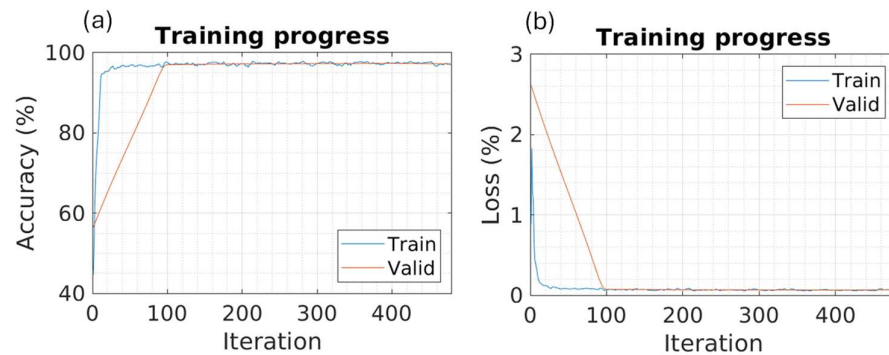 (a)
Training progress
100
80
60
40
Accuracy (%)
0 100 200 300 400
Iteration
Train
Valid
(b)
Training progress
3
2
1
0
Loss (%)
0 100 200 300 400
Iteration
Train
Valid